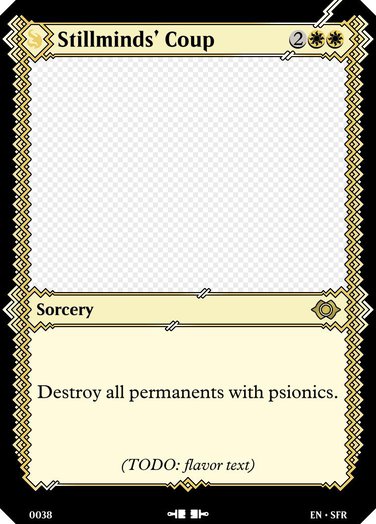 Stillminds’ Coup 2
Sorcery
Destroy all permanents with psionics.
(TODO: flavor text)
0038 EN • SFR